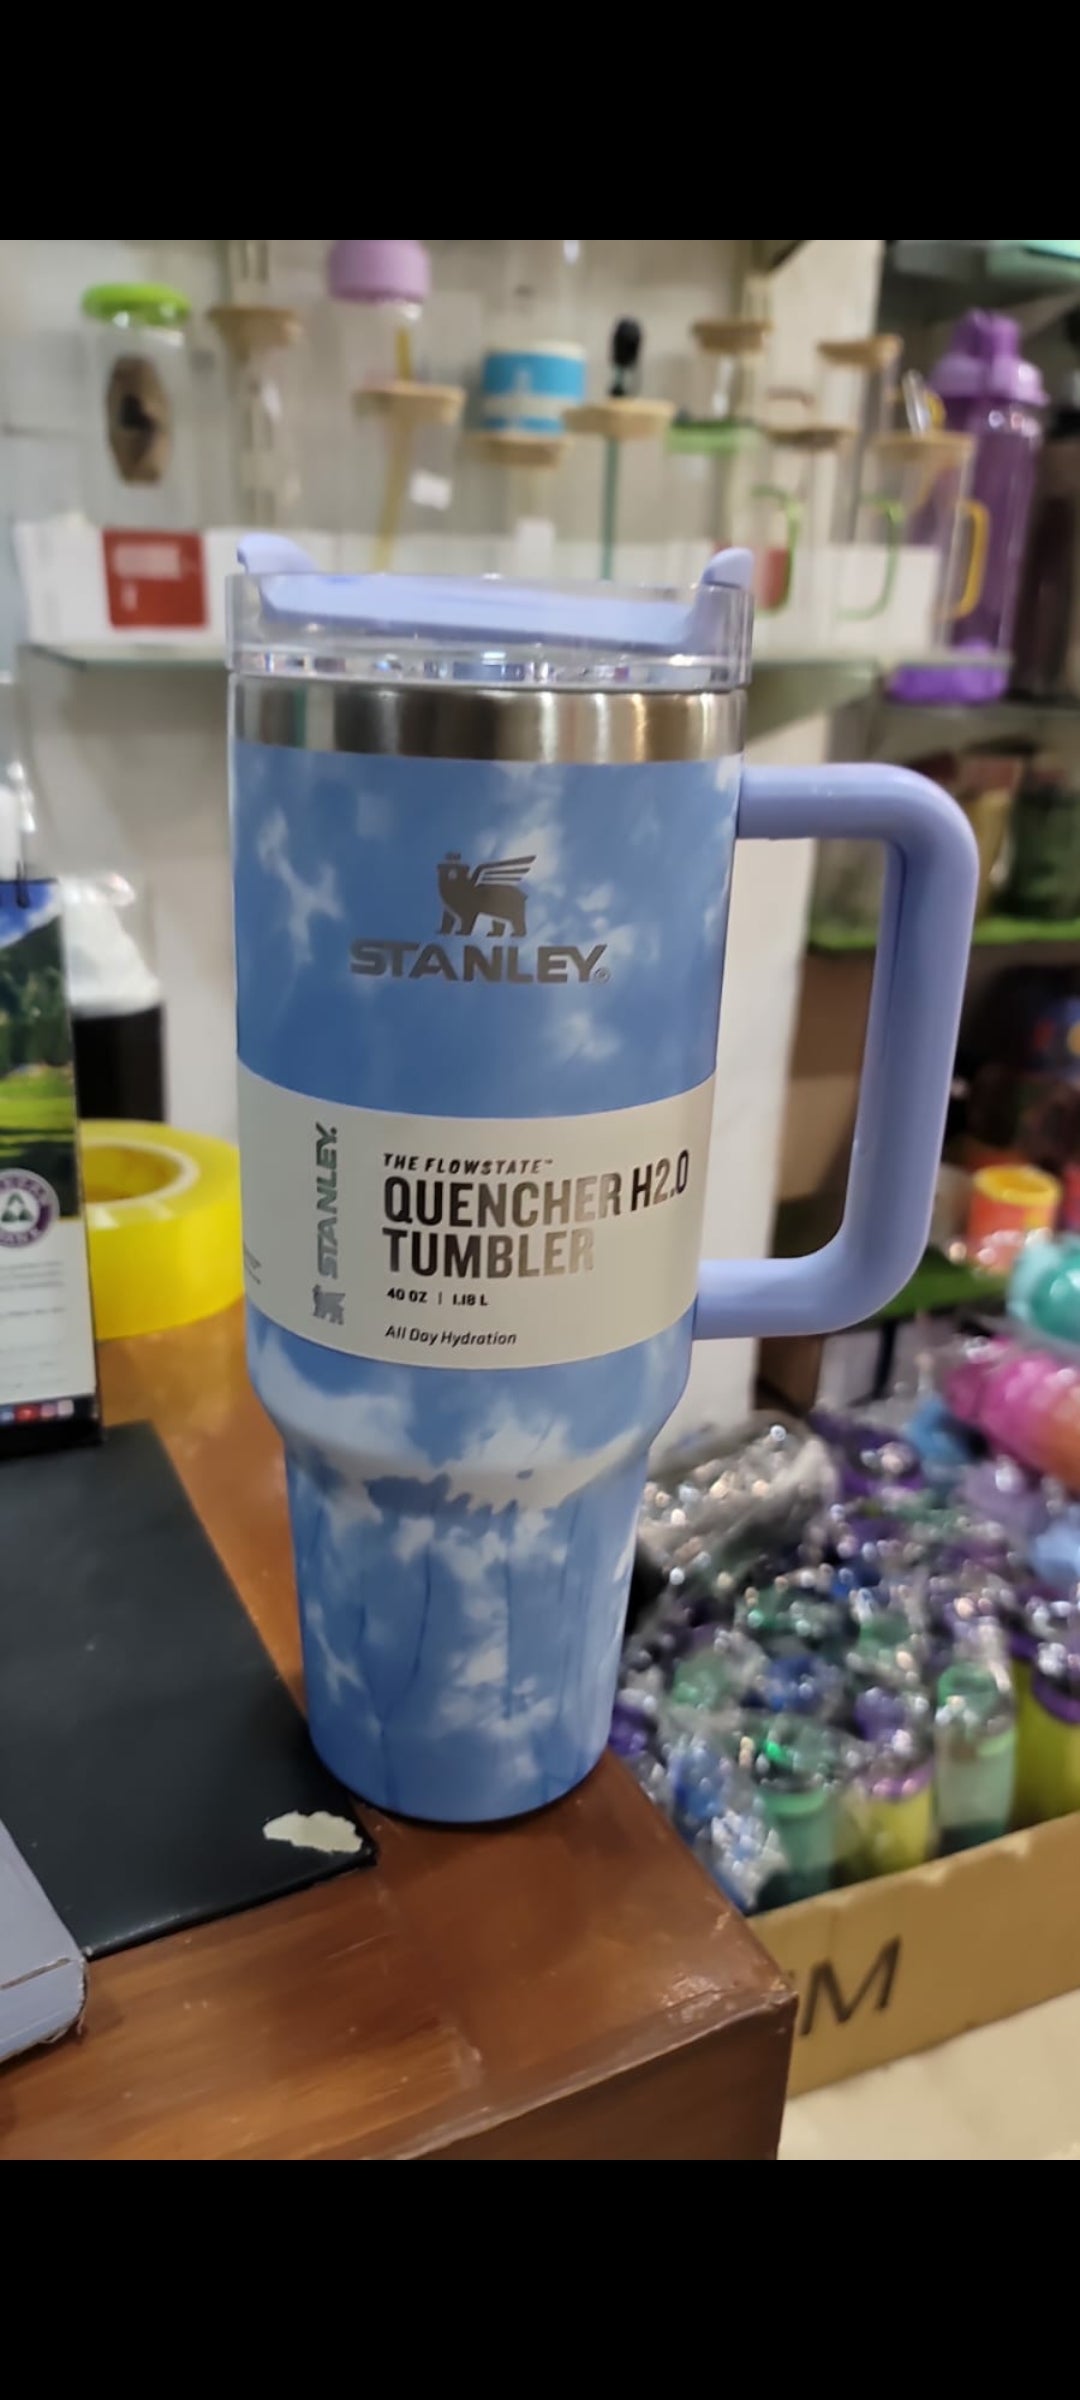 STANLEY®
STANLEY.
THE FLOWSTATE™
QUENCHER H2.0
TUMBLER
40 OZ | 1.18 L
All Day Hydration
M